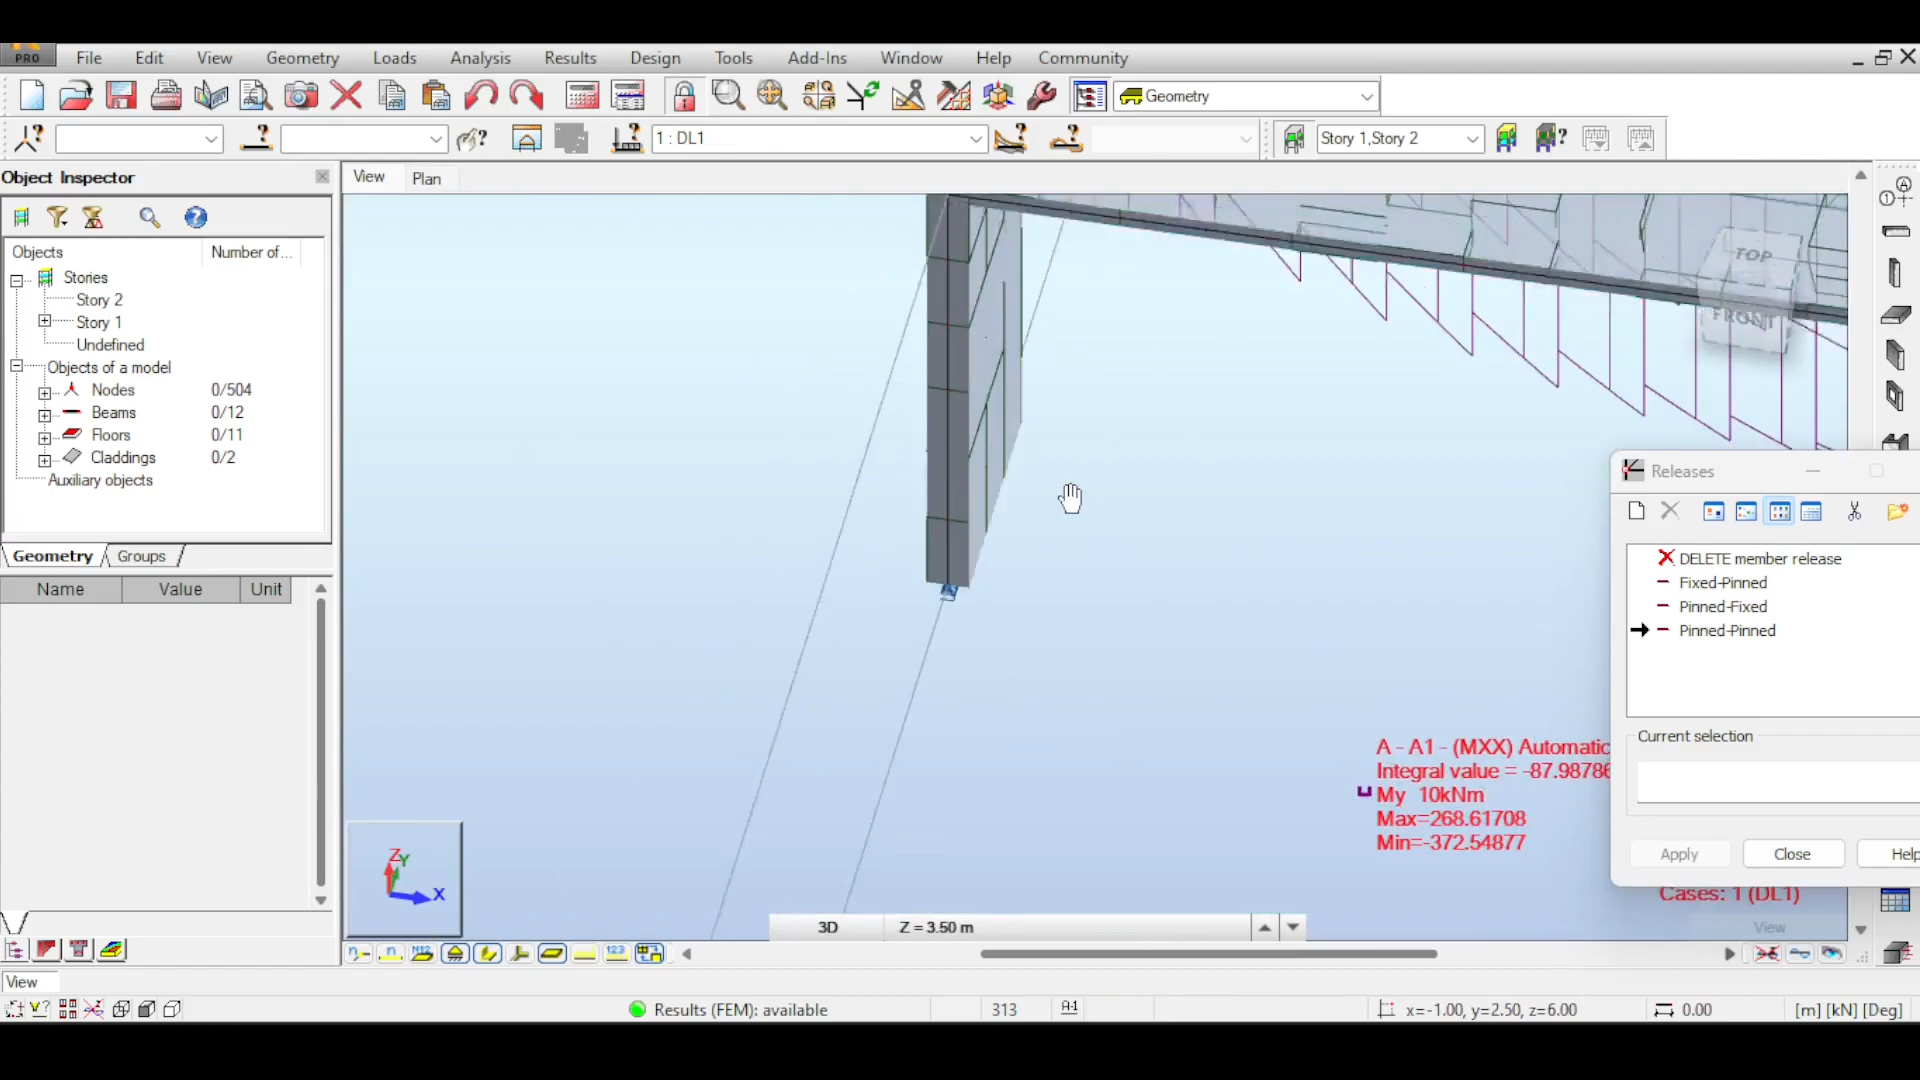 PRO
File Edit View Geometry Loads Analysis Results Design Tools Add-Ins Window Help Community
Geometry
1 : DL1
Story 1,Story 2
Object Inspector
View Plan
Objects Number of...
Stories
Story 2
Story 1
Undefined
Objects of a model
Nodes 0/504
Beams 0/12
Floors 0/11
Claddings 0/2
Auxiliary objects
Geometry Groups
Name Value Unit
TOP
FRONT
Releases
DELETE member release
Fixed-Pinned
Pinned-Fixed
Pinned-Pinned
Current selection
Apply Close Help
A - A1 - (MXX) Automatic
Integral value = -87.98786
My 10kNm
Max=268.61708
Min=-372.54877
Cases: 1 (DL1)
Z Y X
3D Z = 3.50 m
View
View
Results (FEM): available 313 x=-1.00, y=2.50, z=6.00 0.00 [m] [kN] [Deg]